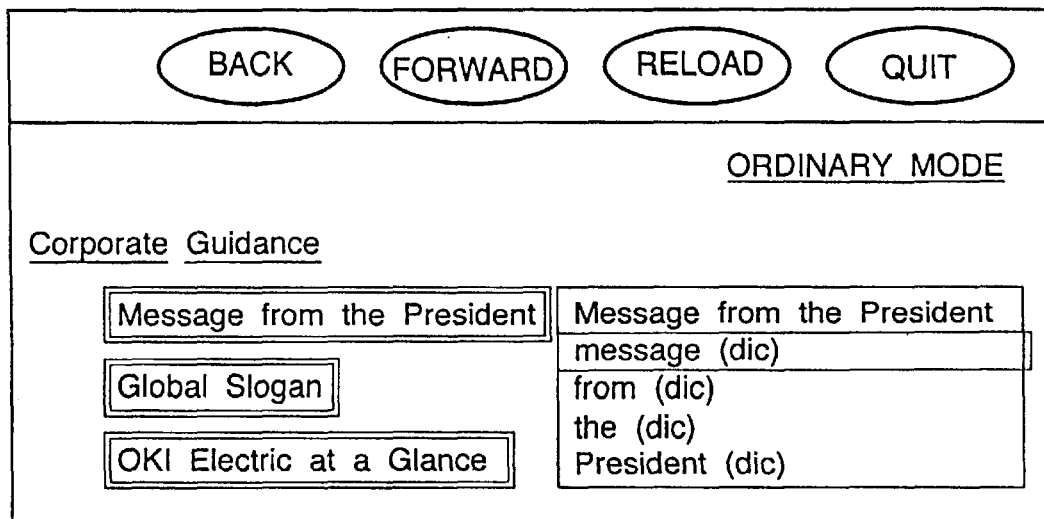 BACK FORWARD RELOAD QUIT
ORDINARY MODE
Corporate Guidance
Message from the President
Global Slogan
OKI Electric at a Glance
Message from the President
message (dic)
from (dic)
the (dic)
President (dic)